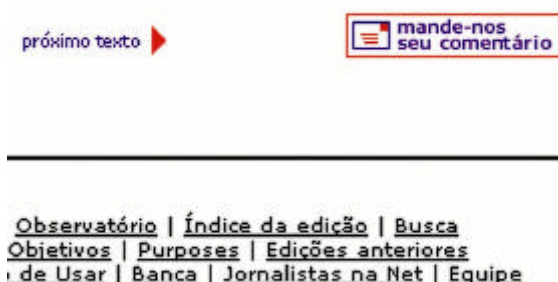 próximo texto
mande-nos
seu comentário
Observatório | Índice da edição | Busca
Objetivos | Purposes | Edições anteriores
de Usar | Banca | Jornalistas na Net | Equipe